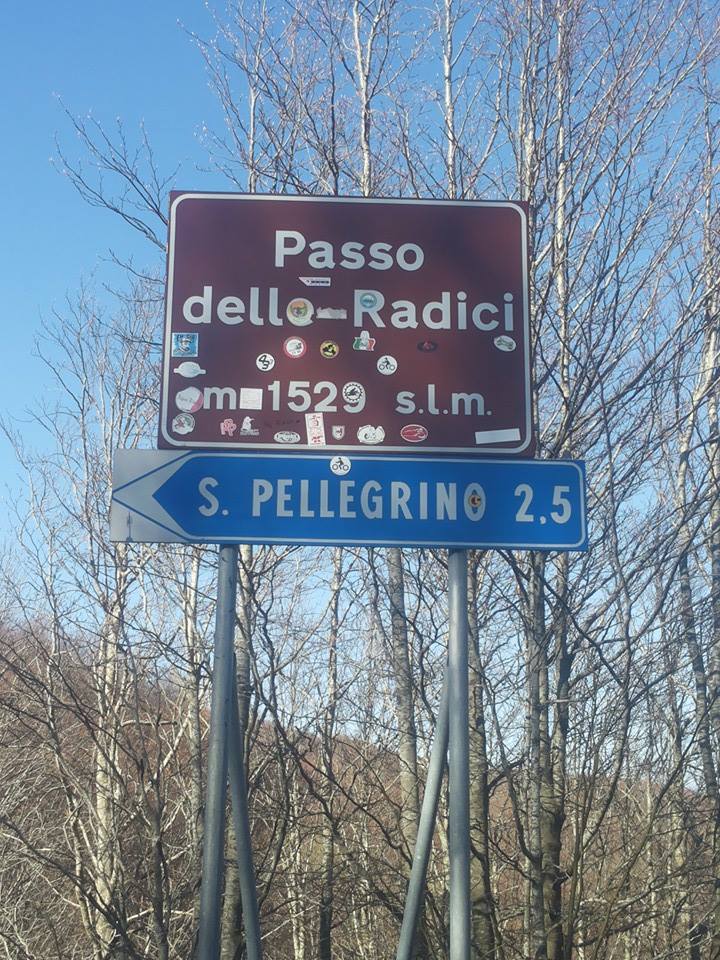 Passo
delle Radici
m 1529 s.l.m.
S. PELLEGRINO 2,5